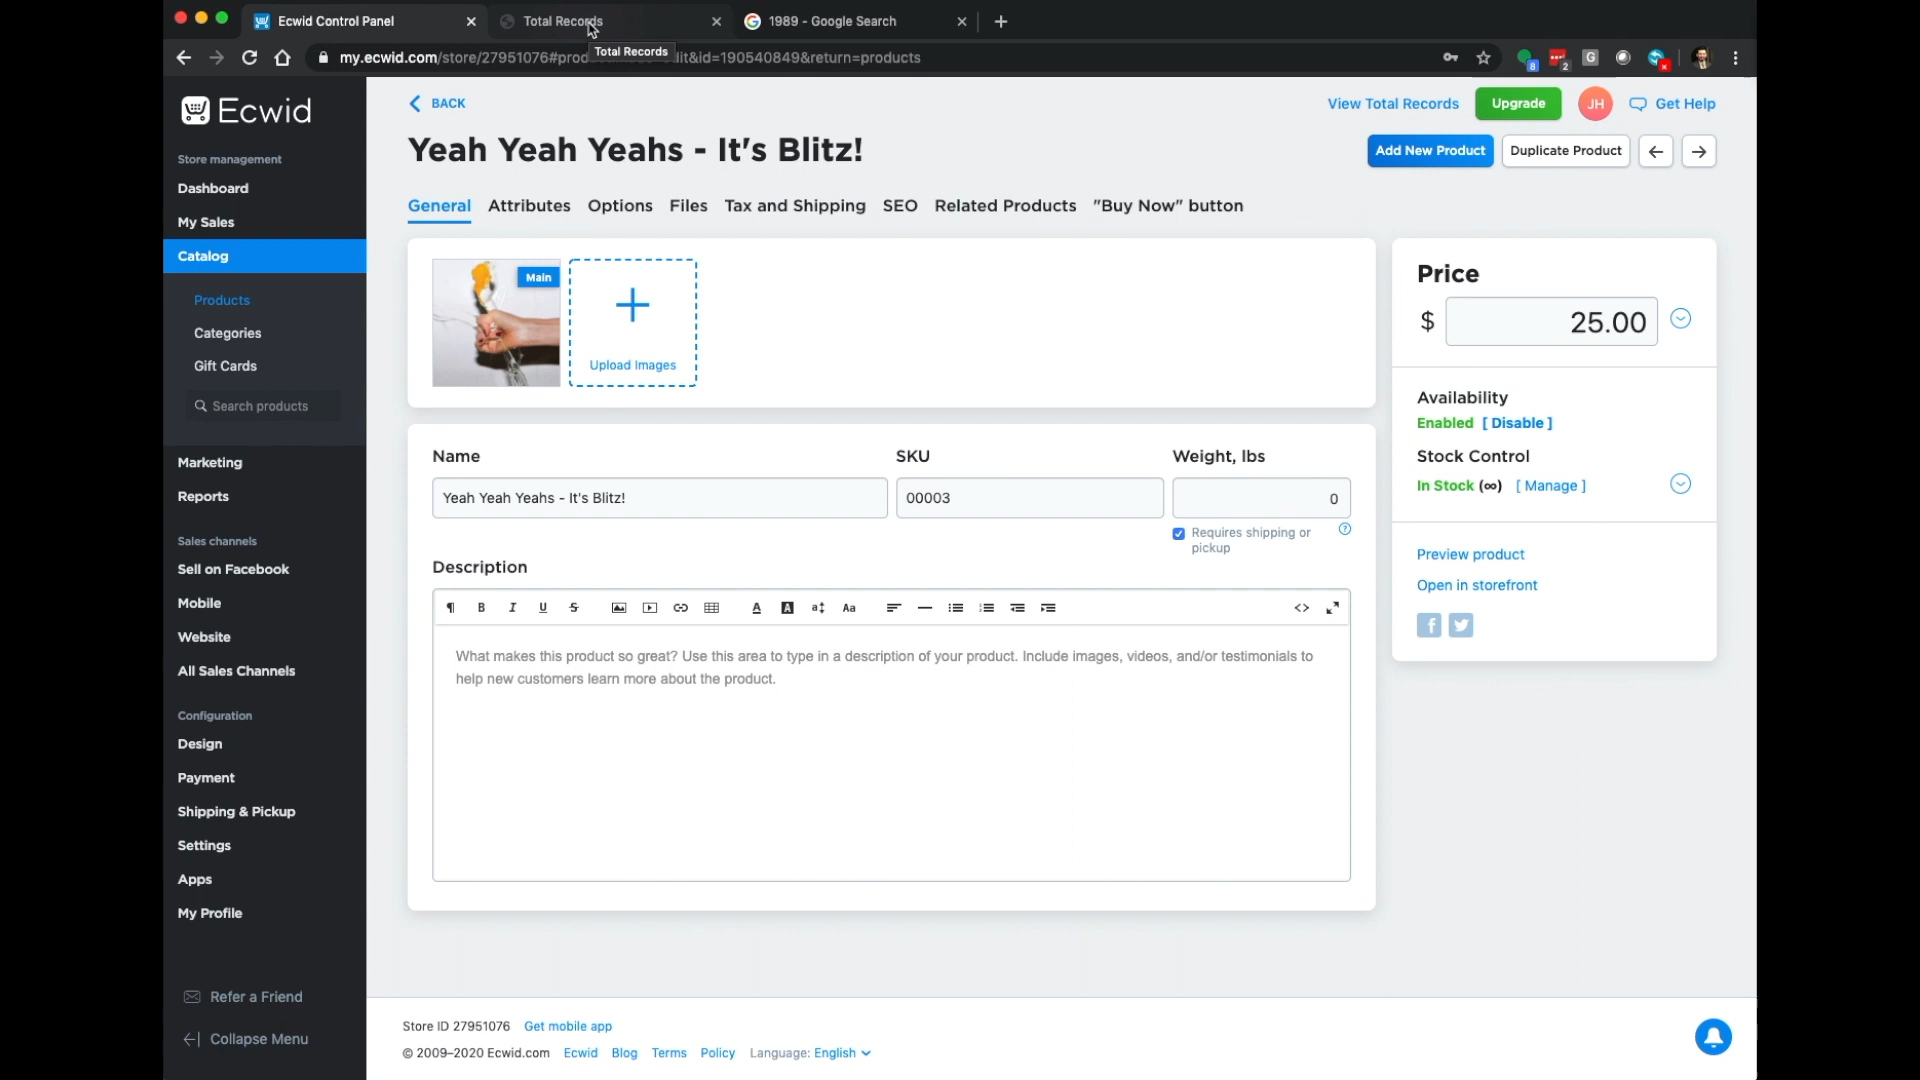 Ecwid Control Panel
Total Records
1989 - Google Search
my.ecwid.com/store/27951076#prod
lit&id=190540849&return=products
Total Records
8
2
G
Ecwid
Store management
Dashboard
My Sales
Catalog
Products
Categories
Gift Cards
Search products
Marketing
Reports
Sales channels
Sell on Facebook
Mobile
Website
All Sales Channels
Configuration
Design
Payment
Shipping & Pickup
Settings
Apps
My Profile
Refer a Friend
Collapse Menu
BACK
View Total Records
Upgrade
JH
Get Help
Yeah Yeah Yeahs - It's Blitz!
Add New Product
Duplicate Product
General Attributes Options Files Tax and Shipping SEO Related Products "Buy Now" button
Main
Upload Images
Name
SKU
Weight, lbs
Yeah Yeah Yeahs - It's Blitz!
00003
0
Requires shipping or
pickup
Description
What makes this product so great? Use this area to type in a description of your product. Include images, videos, and/or testimonials to
help new customers learn more about the product.
Price
$ 25.00
Availability
Enabled [ Disable ]
Stock Control
In Stock (∞) [ Manage ]
Preview product
Open in storefront
Store ID 27951076 Get mobile app
© 2009–2020 Ecwid.com Ecwid Blog Terms Policy Language: English